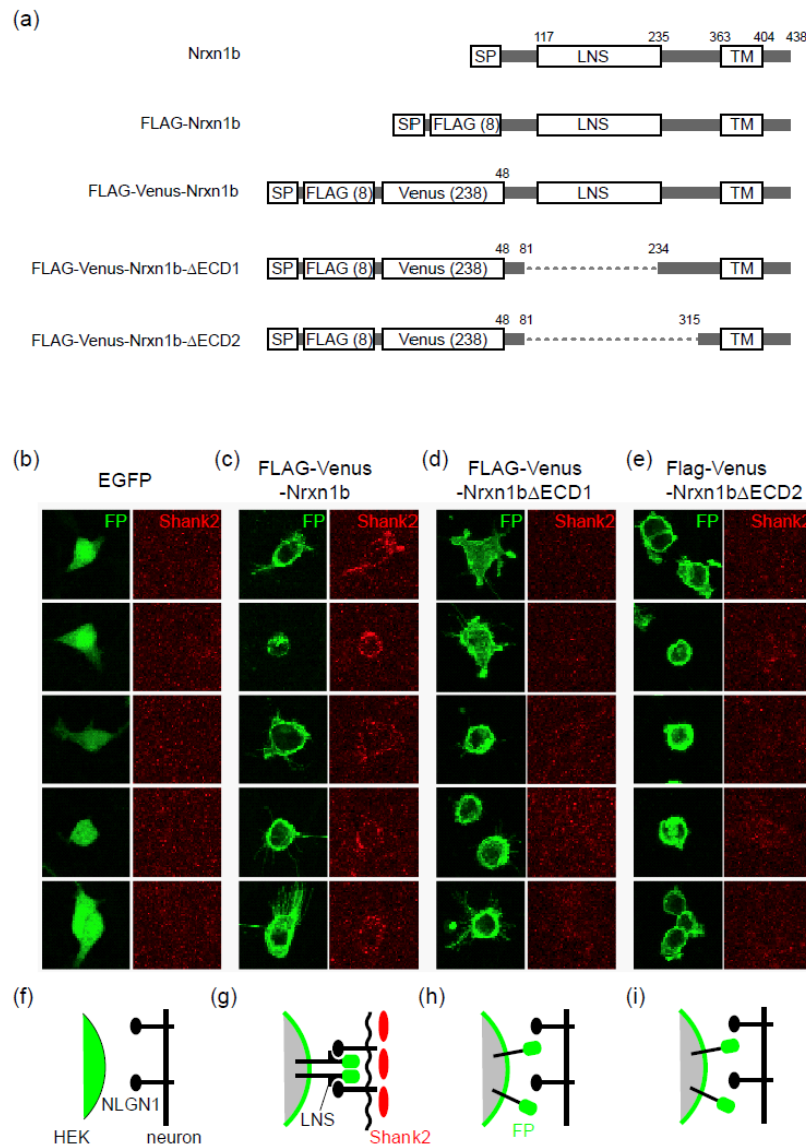 (a)
117 235 363 404 438
Nrxn1b SP LNS TM
FLAG-Nrxn1b SP FLAG (8) LNS TM
48
FLAG-Venus-Nrxn1b SP FLAG (8) Venus (238) LNS TM
48 81 234
FLAG-Venus-Nrxn1b-ΔECD1 SP FLAG (8) Venus (238) TM
48 81 315
FLAG-Venus-Nrxn1b-ΔECD2 SP FLAG (8) Venus (238) TM
(b) (c) (d) (e)
EGFP
FLAG-Venus
-Nrxn1b
FLAG-Venus
-Nrxn1bΔECD1
Flag-Venus
-Nrxn1bΔECD2
FP Shank2 FP Shank2 FP Shank2 FP Shank2
(f) (g) (h) (i)
NLGN1
LNS
FP
HEK neuron
Shank2